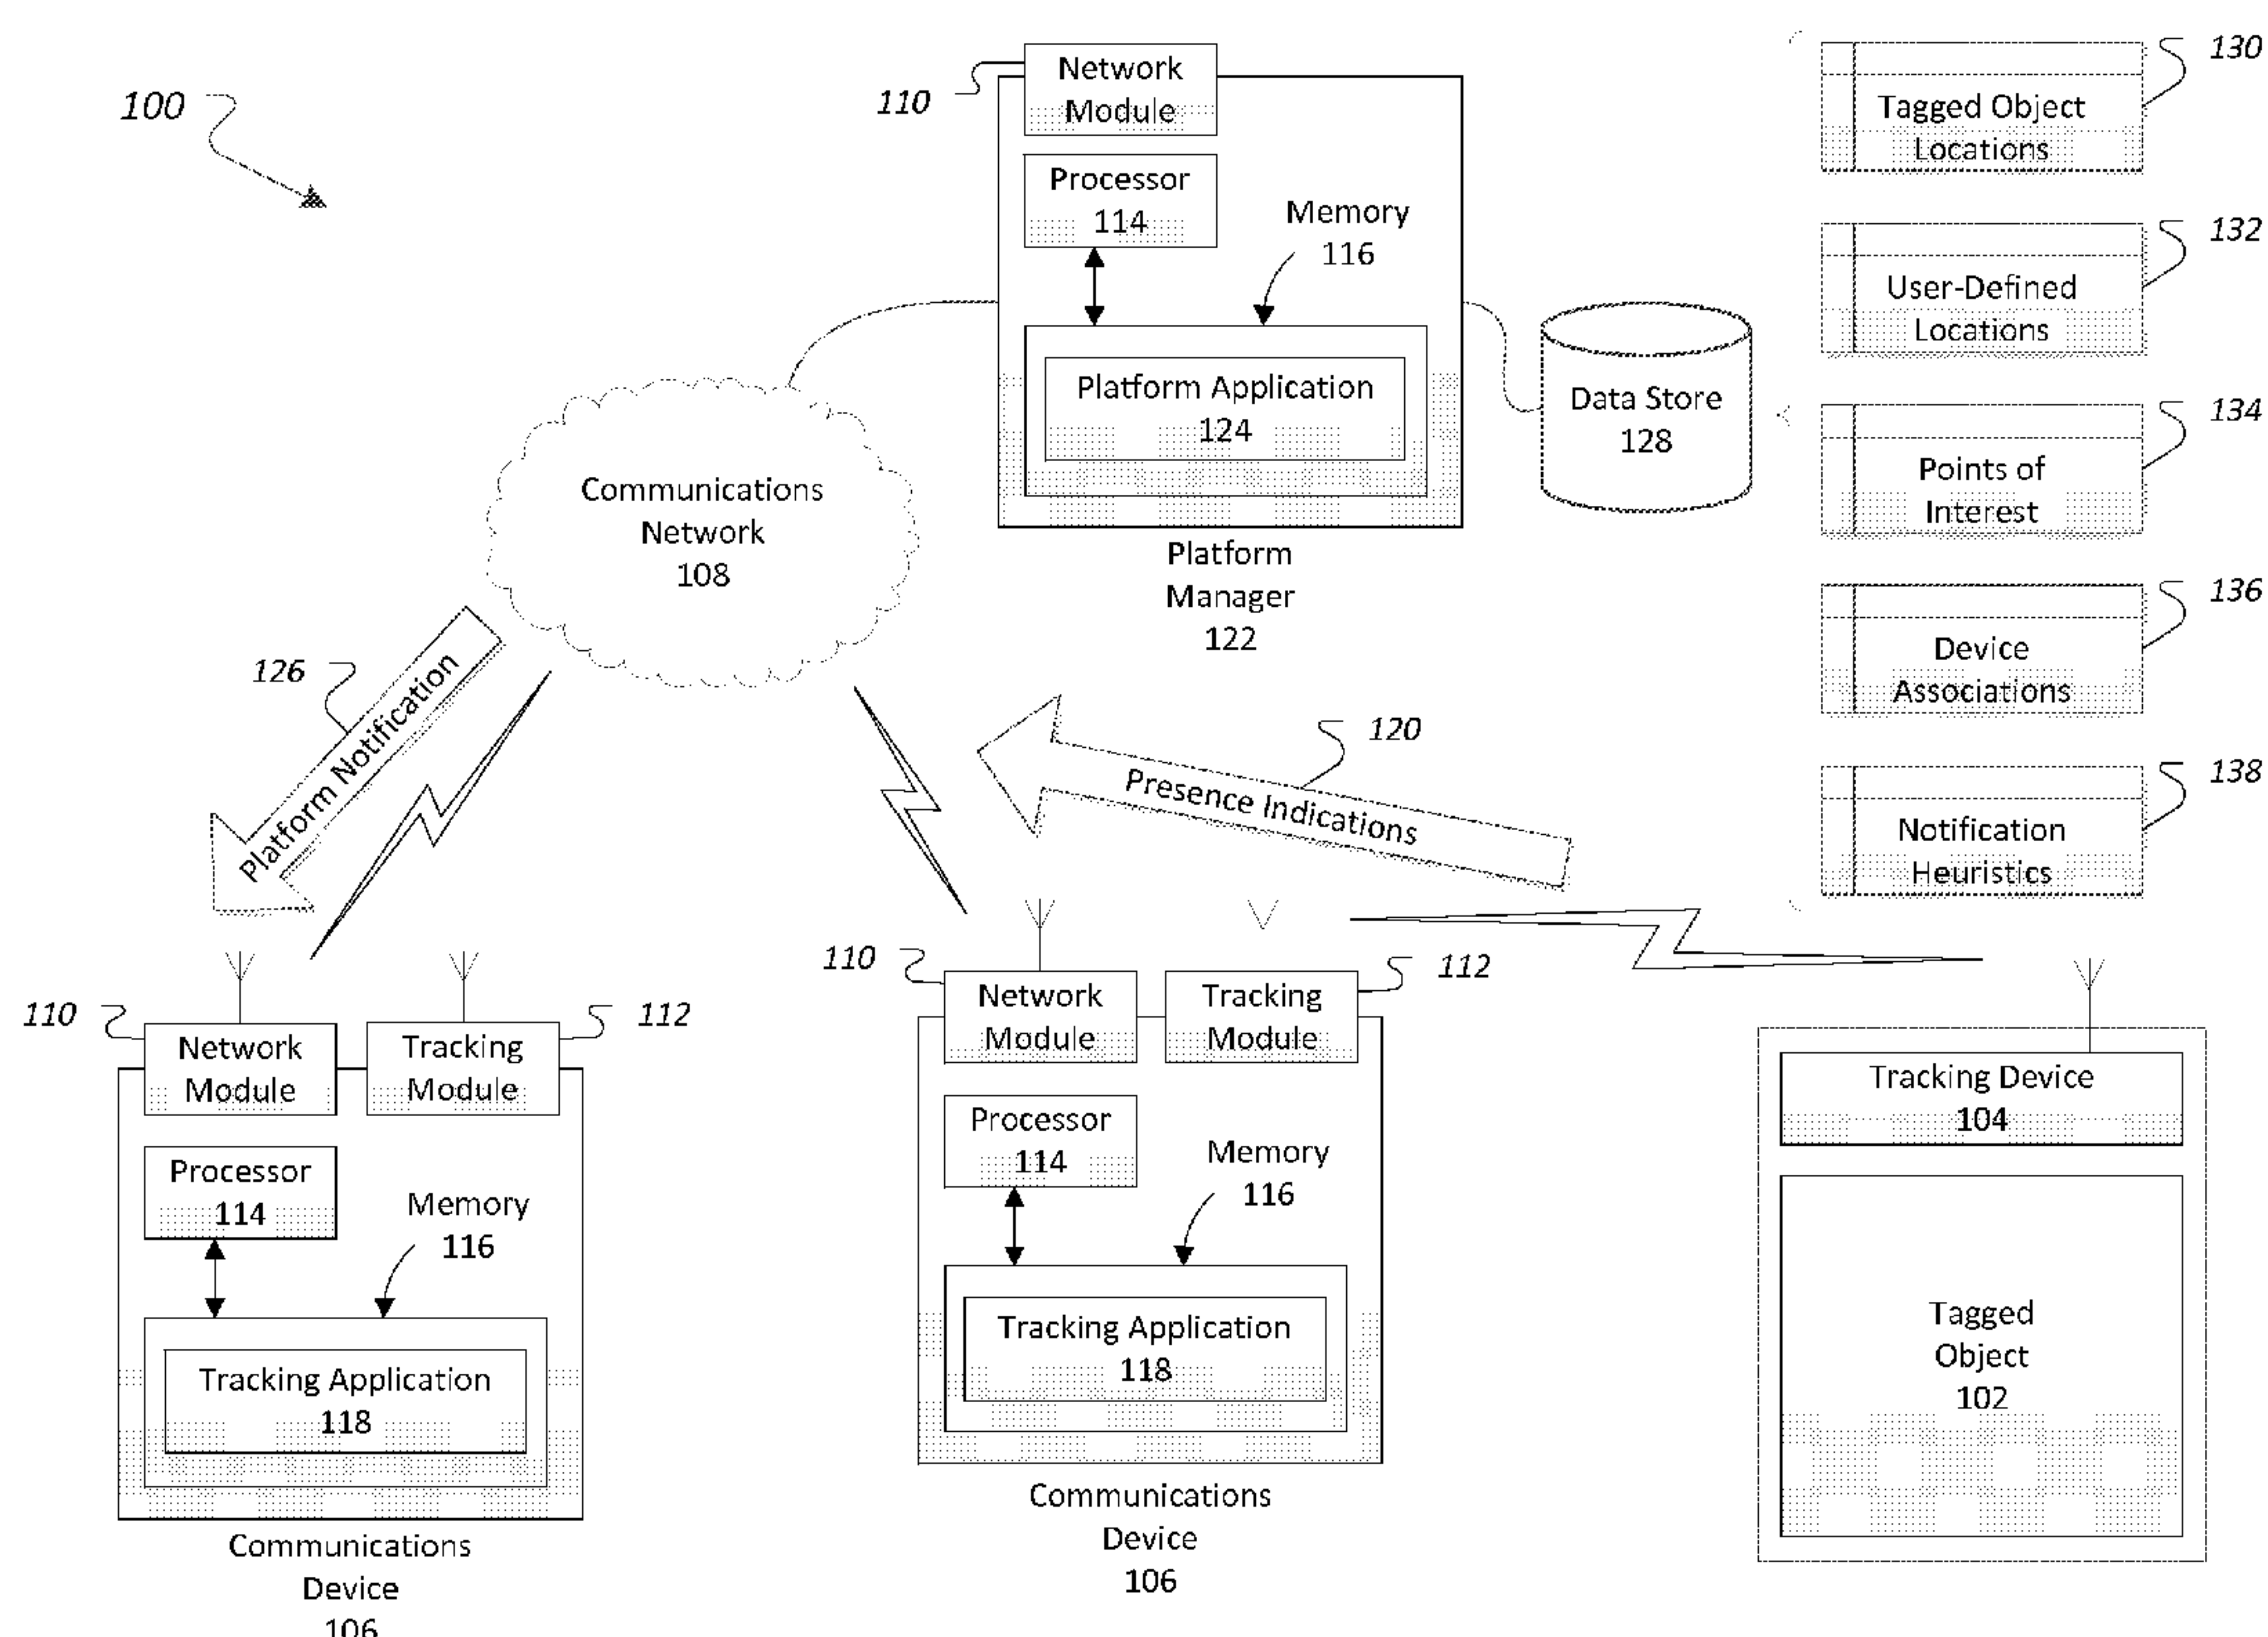 100
110
Network
Module
Processor
114
Memory
116
Platform Application
124
Platform
Manager
122
Communications
Network
108
Data Store
128
130
Tagged Object
Locations
132
User-Defined
Locations
134
Points of
Interest
136
Device
Associations
138
Notification
Heuristics
126
Platform Notification
120
Presence Indications
110
Network
Module
Tracking
Module
112
Processor
114
Memory
116
Tracking Application
118
Communications
Device
106
110
Network
Module
Tracking
Module
112
Processor
114
Memory
116
Tracking Application
118
Communications
Device
106
Tracking Device
104
Tagged
Object
102